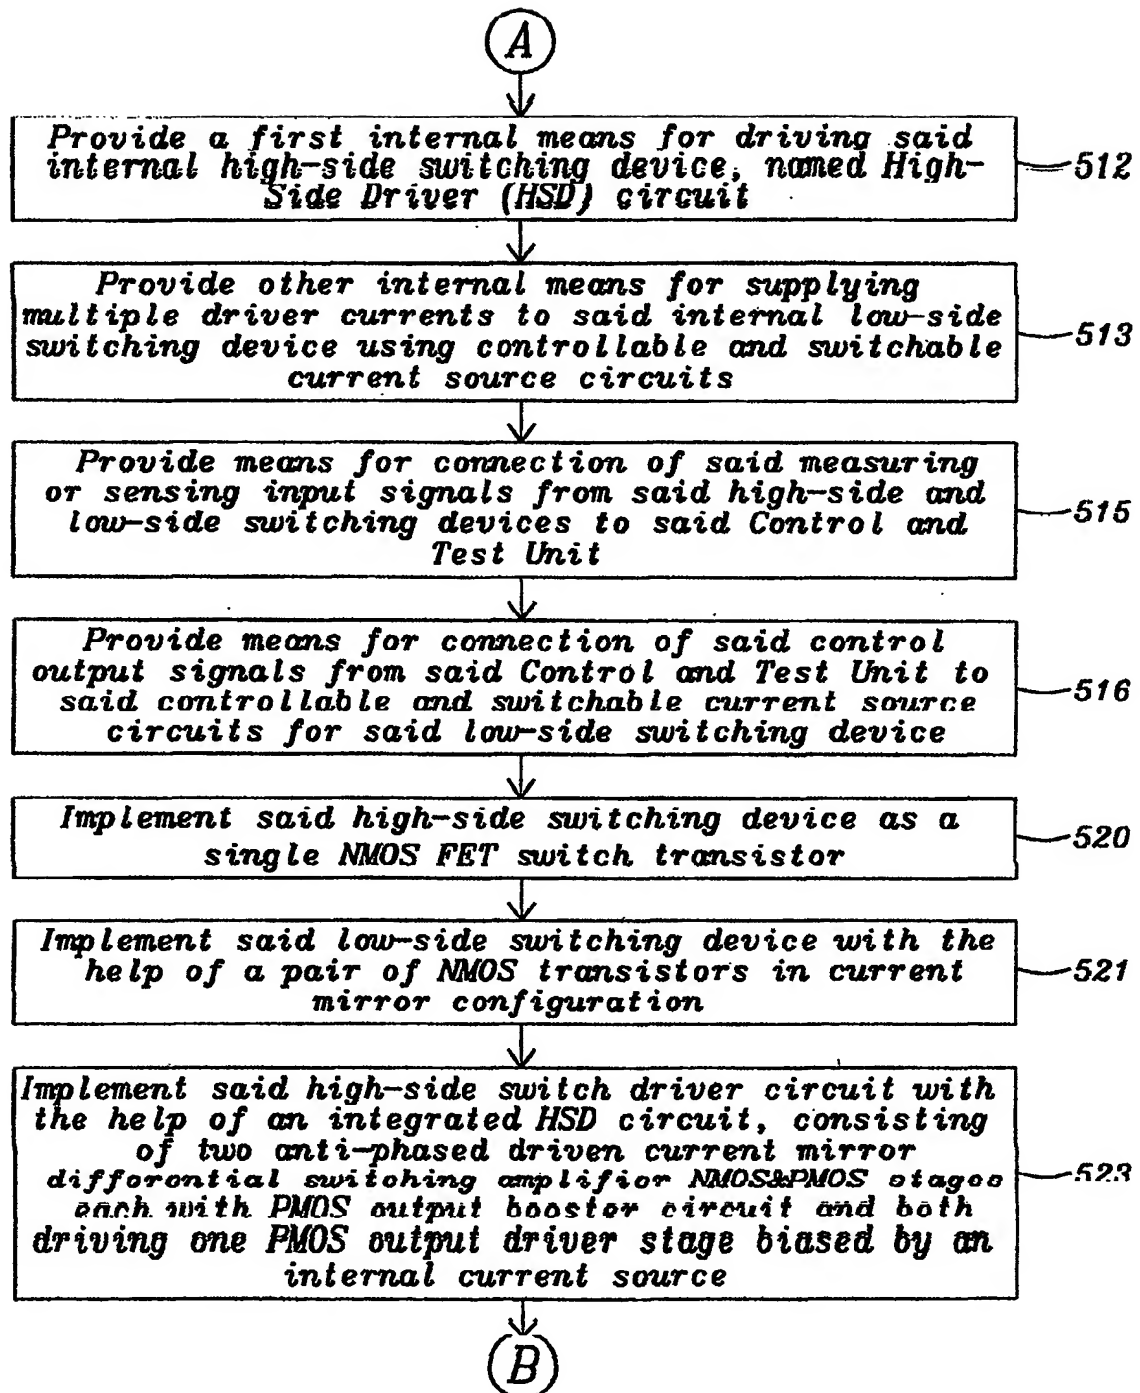 A
Provide a first internal means for driving said
internal high-side switching device, named High-
Side Driver (HSD) circuit
512
Provide other internal means for supplying
multiple driver currents to said internal low-side
switching device using controllable and switchable
current source circuits
513
Provide means for connection of said measuring
or sensing input signals from said high-side and
low-side switching devices to said Control and
Test Unit
515
Provide means for connection of said control
output signals from said Control and Test Unit to
said controllable and switchable current source
circuits for said low-side switching device
516
Implement said high-side switching device as a
single NMOS FET switch transistor
520
Implement said low-side switching device with the
help of a pair of NMOS transistors in current
mirror configuration
521
Implement said high-side switch driver circuit with
the help of an integrated HSD circuit, consisting
of two anti-phased driven current mirror
differential switching amplifier NMOS&PMOS stages
each with PMOS output booster circuit and both
driving one PMOS output driver stage biased by an
internal current source
523
B